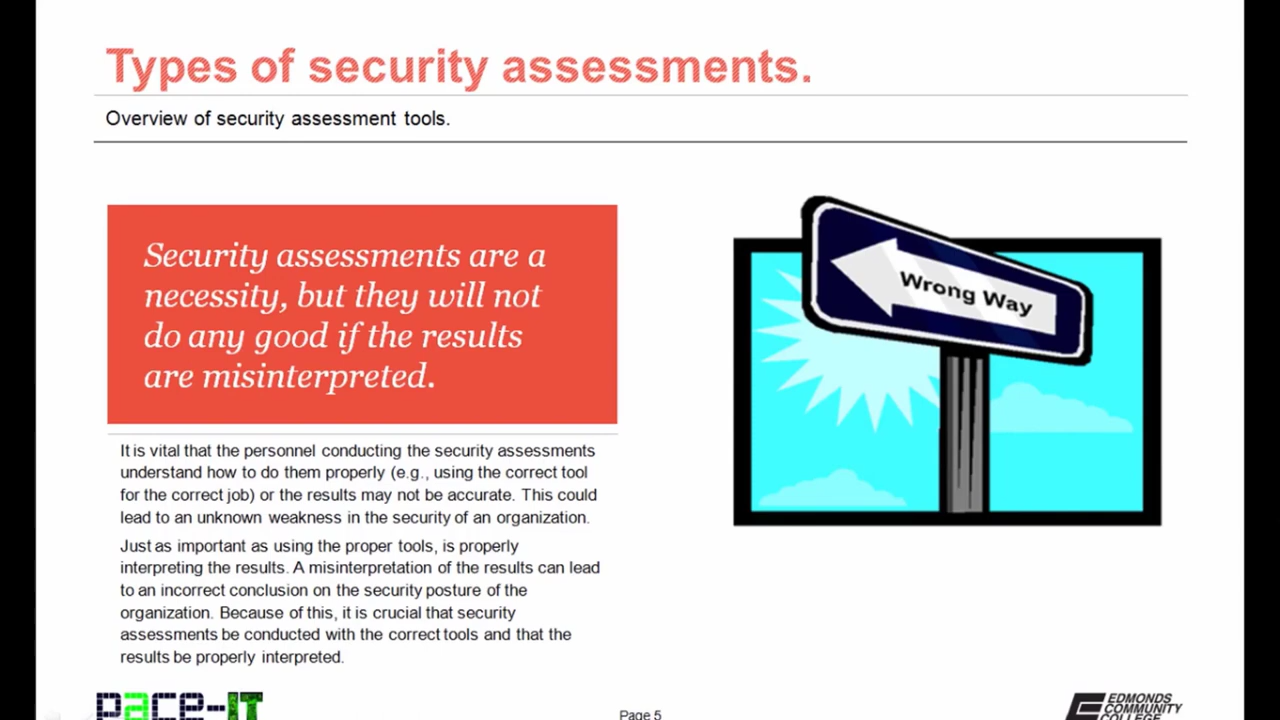 Types of security assessments.
Overview of security assessment tools.
Security assessments are a
necessity, but they will not
do any good if the results
are misinterpreted.
Wrong Way
It is vital that the personnel conducting the security assessments
understand how to do them properly (e.g., using the correct tool
for the correct job) or the results may not be accurate. This could
lead to an unknown weakness in the security of an organization.
Just as important as using the proper tools, is properly
interpreting the results. A misinterpretation of the results can lead
to an incorrect conclusion on the security posture of the
organization. Because of this, it is crucial that security
assessments be conducted with the correct tools and that the
results be properly interpreted.
pace-IT
Page 5
EDMONDS
COMMUNITY
COLLEGE